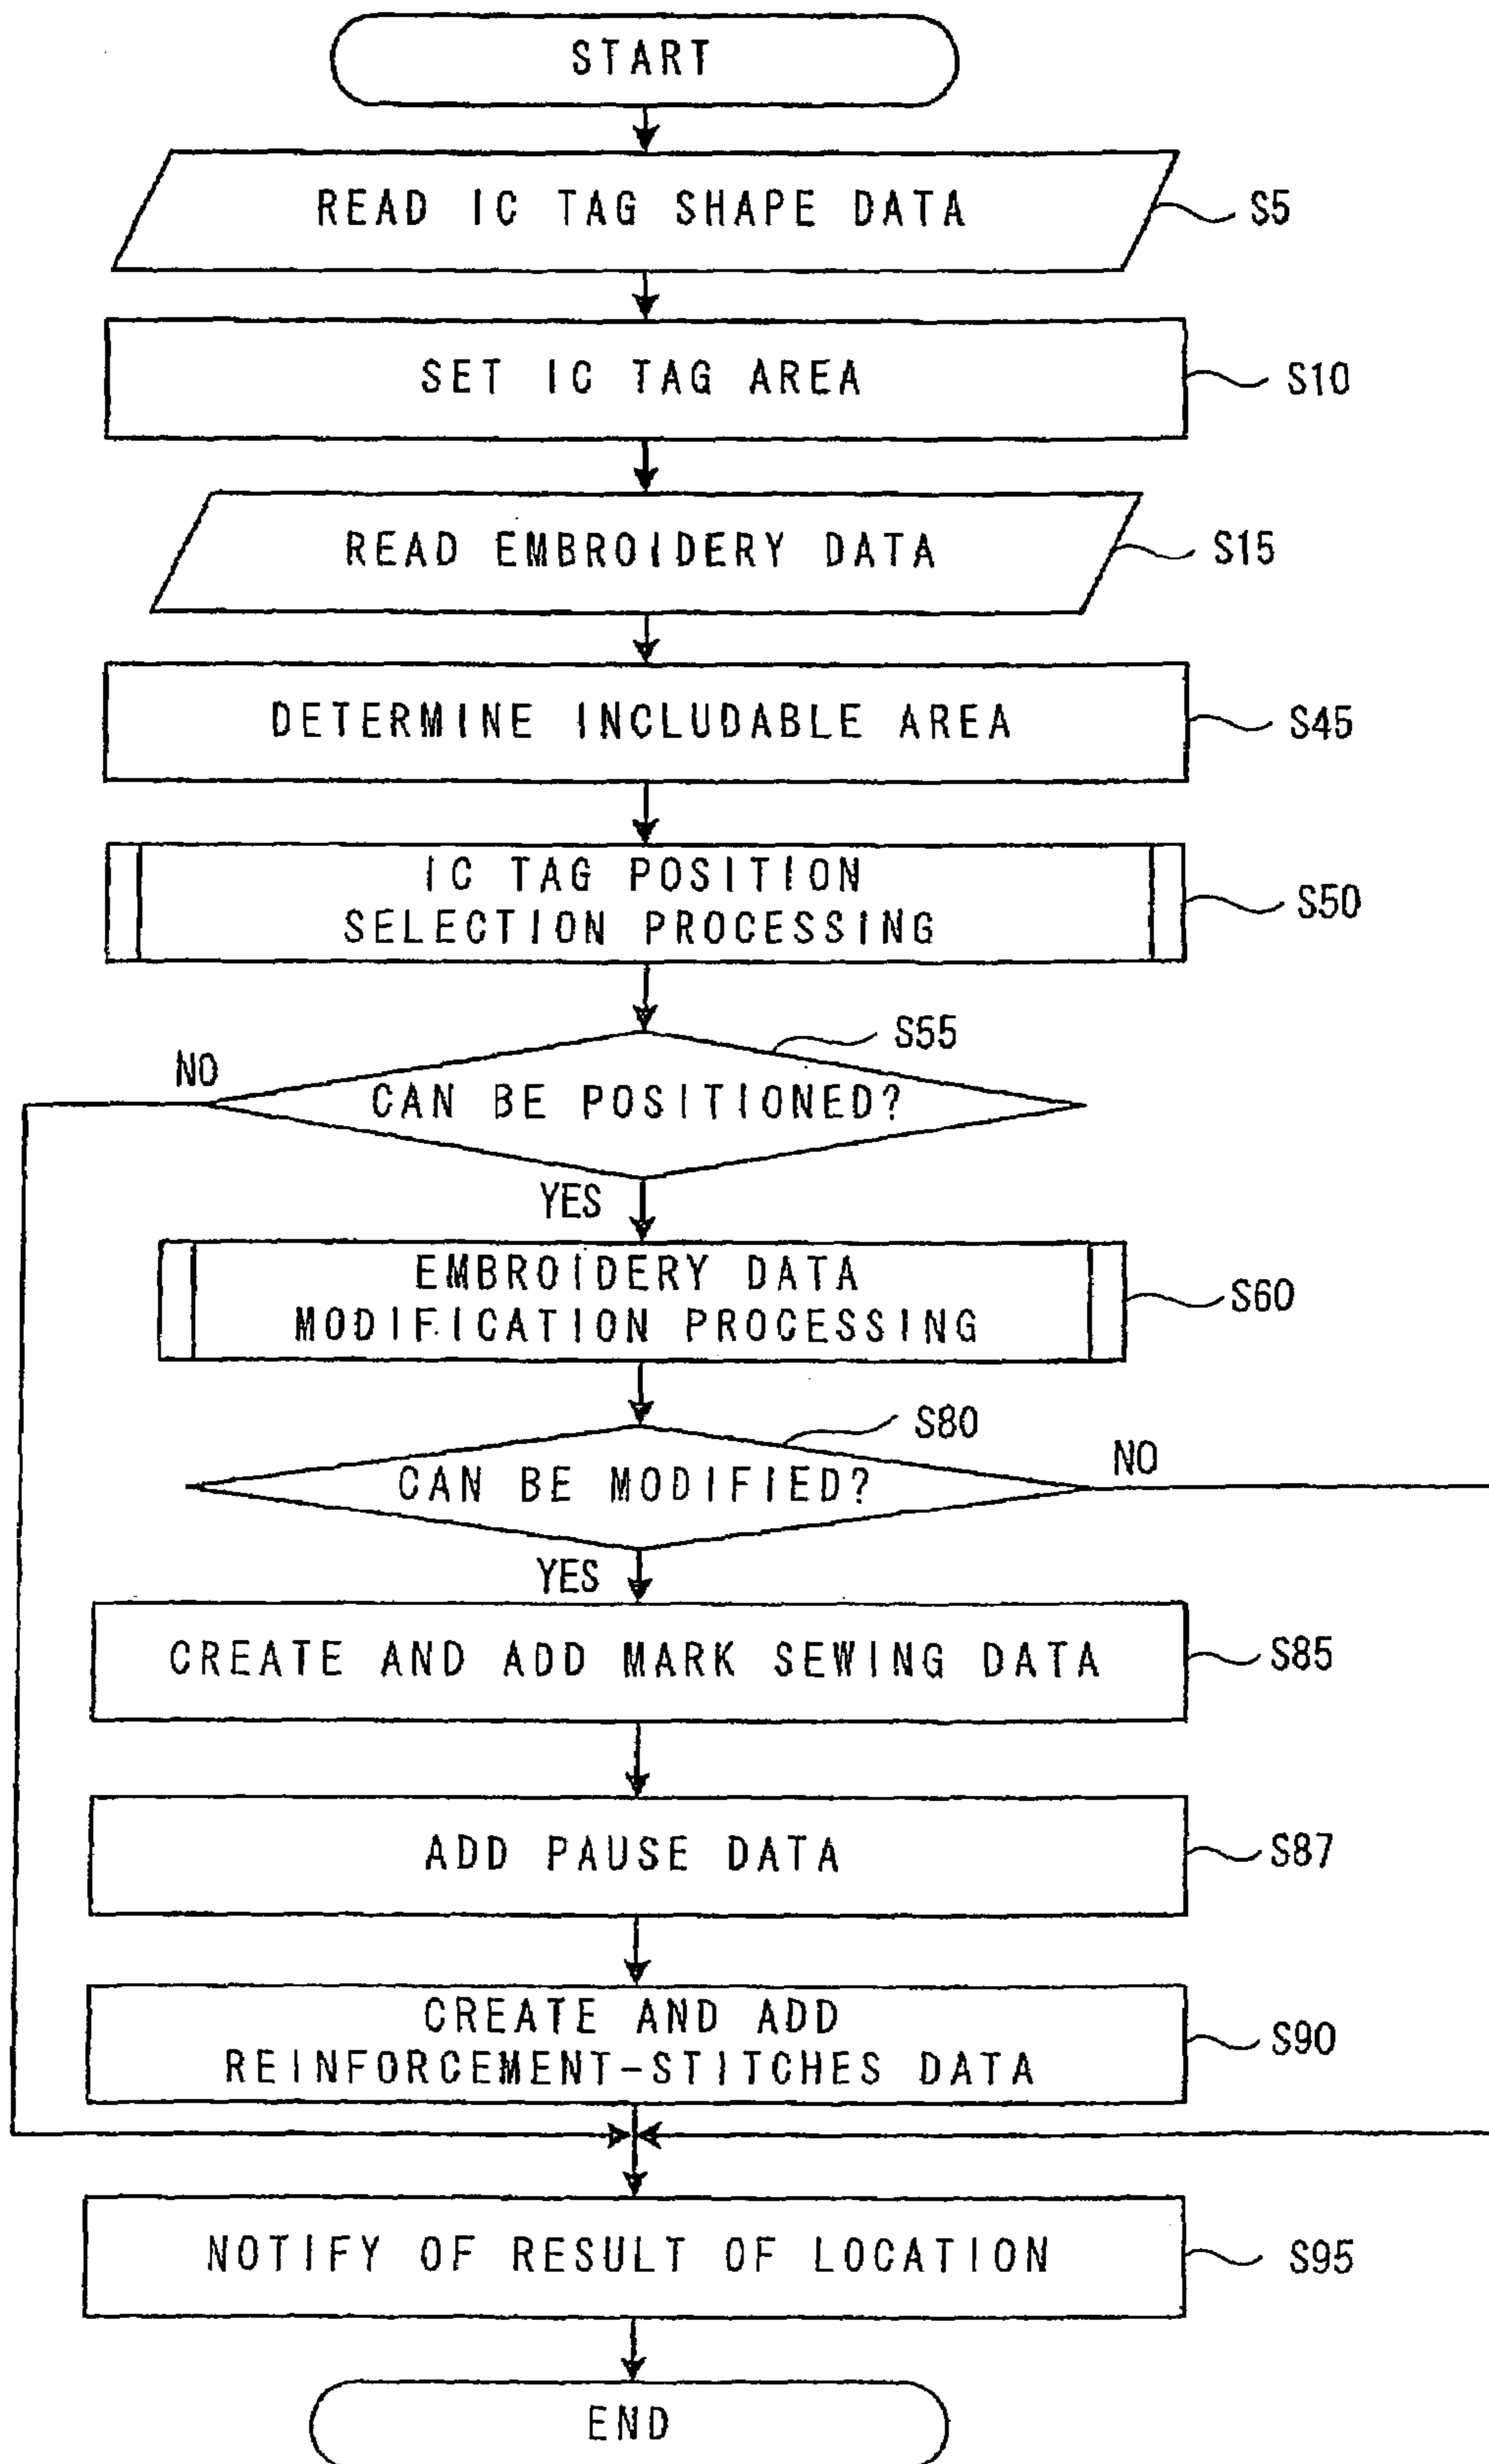 START
READ IC TAG SHAPE DATA
S5
SET IC TAG AREA
S10
READ EMBROIDERY DATA
S15
DETERMINE INCLUDABLE AREA
S45
IC TAG POSITION
SELECTION PROCESSING
S50
S55
NO
CAN BE POSITIONED?
YES
EMBROIDERY DATA
MODIFICATION PROCESSING
S60
S80
NO
CAN BE MODIFIED?
YES
CREATE AND ADD MARK SEWING DATA
S85
ADD PAUSE DATA
S87
CREATE AND ADD
REINFORCEMENT-STITCHES DATA
S90
NOTIFY OF RESULT OF LOCATION
S95
END